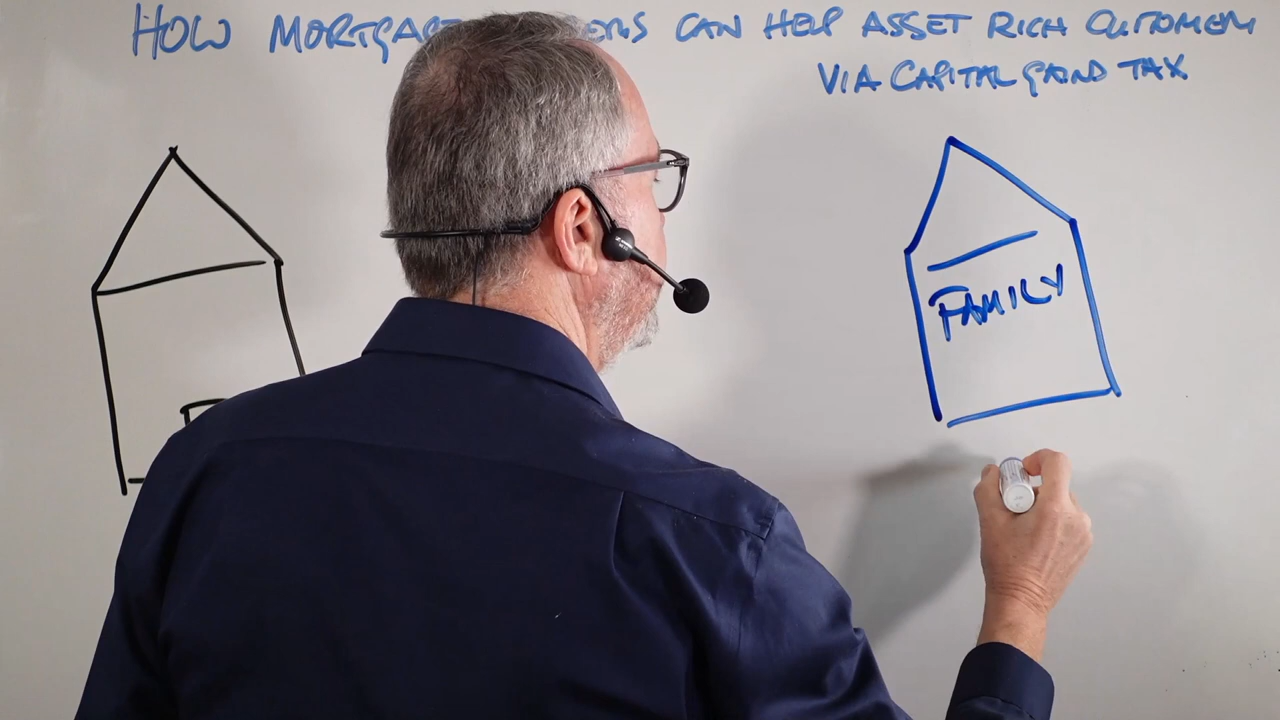 HOW MORTGAGE CAN HELP ASSET RICH CUSTOMERS
VIA CAPITAL GAINS TAX
FAMILY